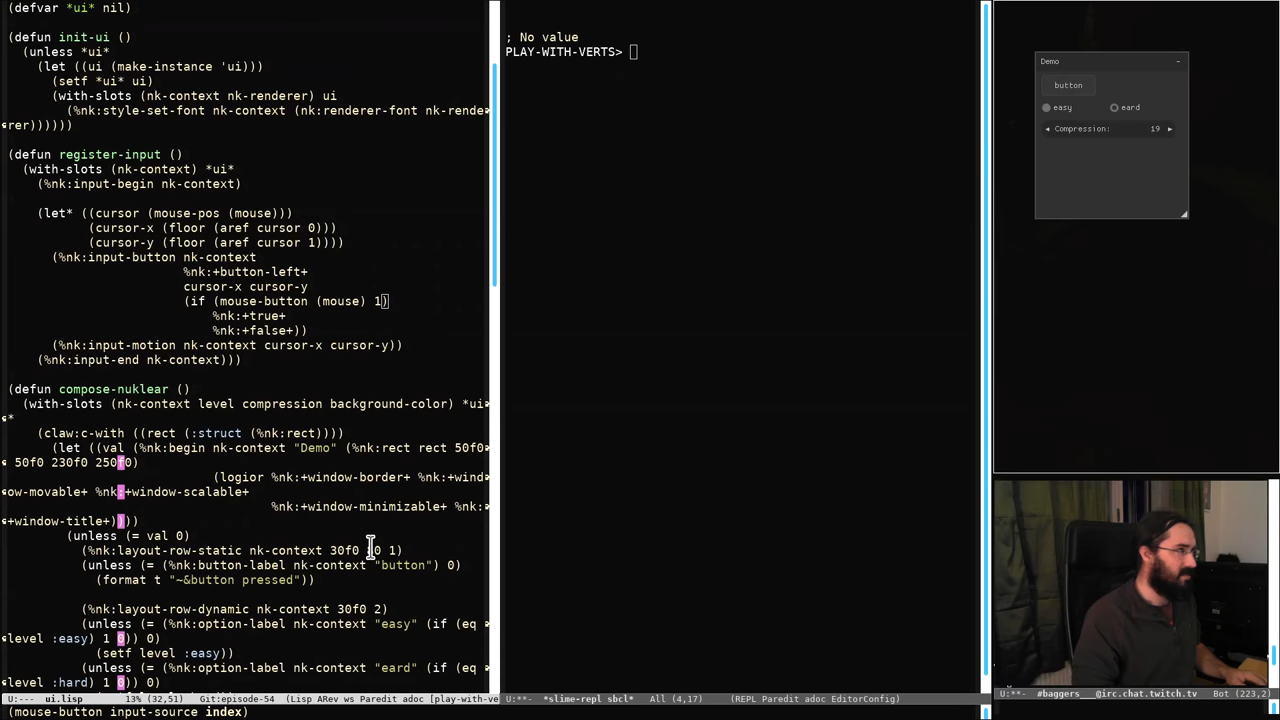 (defvar *ui* nil)
(defun init-ui ()
(unless *ui*
(let ((ui (make-instance 'ui)))
(setf *ui* ui)
(with-slots (nk-context nk-renderer) ui
(%nk:style-set-font nk-context (nk:renderer-font nk-rende
rer))))))
(defun register-input ()
(with-slots (nk-context) *ui*
(%nk:input-begin nk-context)
(let* ((cursor (mouse-pos (mouse)))
(cursor-x (floor (aref cursor 0)))
(cursor-y (floor (aref cursor 1))))
(%nk:input-button nk-context
%nk:+button-left+
cursor-x cursor-y
(if (mouse-button (mouse) 1)
%nk:+true+
%nk:+false+))
(%nk:input-motion nk-context cursor-x cursor-y))
(%nk:input-end nk-context)))
(defun compose-nuklear ()
(with-slots (nk-context level compression background-color) *ui
*
(claw:c-with ((rect (:struct (%nk:rect))))
(let ((val (%nk:begin nk-context "Demo" (%nk:rect rect 50f0
50f0 230f0 250f0)
(logior %nk:+window-border+ %nk:+wind
ow-movable+ %nk:+window-scalable+
%nk:+window-minimizable+ %nk:
+window-title+))))
(unless (= val 0)
(%nk:layout-row-static nk-context 30f0 80 1)
(unless (= (%nk:button-label nk-context "button") 0)
(format t "~&button pressed"))
(%nk:layout-row-dynamic nk-context 30f0 2)
(unless (= (%nk:option-label nk-context "easy" (if (eq
level :easy) 1 0)) 0)
(setf level :easy))
(unless (= (%nk:option-label nk-context "eard" (if (eq
level :hard) 1 0)) 0)
U:--- ui.lisp 13% (32,51) Git:episode-54 (Lisp ARev ws Paredit adoc [play-with-ve
(mouse-button input-source index)
; No value
PLAY-WITH-VERTS>
U:**- *slime-repl sbcl* All (4,17) (REPL Paredit adoc EditorConfig)
Demo -
button
easy eard
Compression: 19
U:**- #baggers___@irc.chat.twitch.tv Bot (223,2)